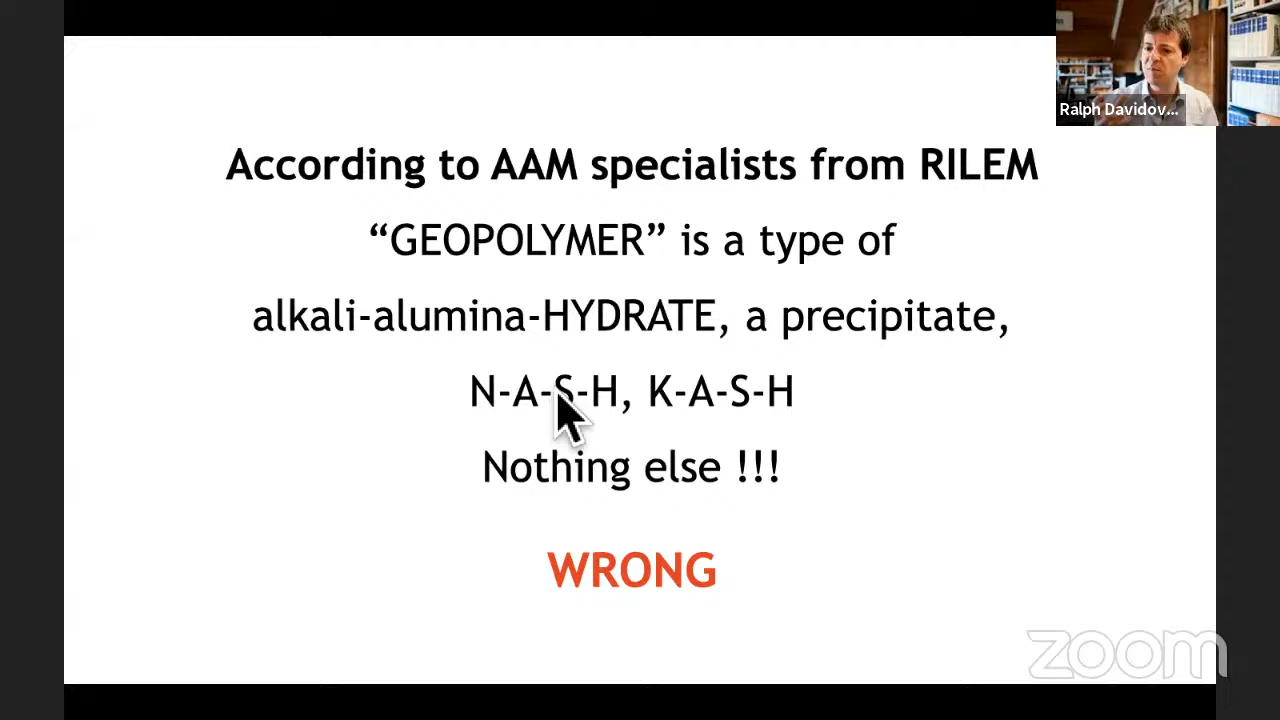 Ralph Davidov...
According to AAM specialists from RILEM
“GEOPOLYMER” is a type of
alkali-alumina-HYDRATE, a precipitate,
N-A-S-H, K-A-S-H
Nothing else !!!
WRONG
zoom